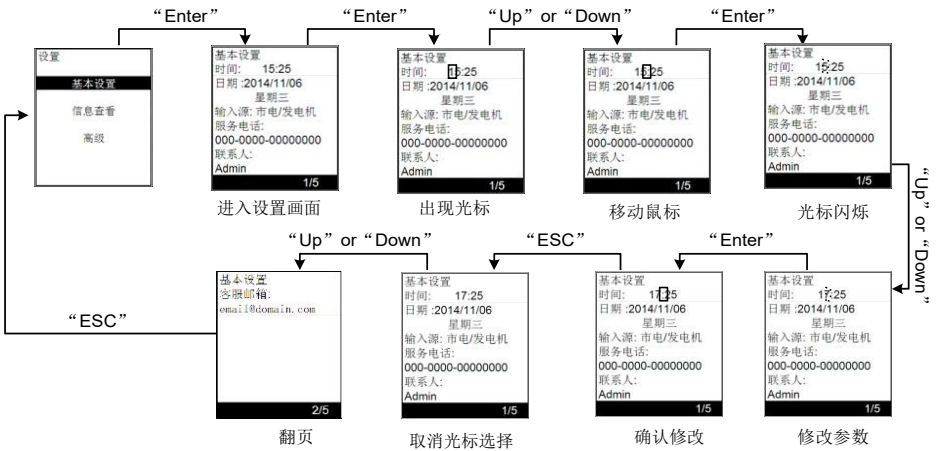 “Enter”
“Enter”
“Up” or “Down”
“Enter”
设置
基本设置
信息查看
高级
基本设置
时间: 15:25
日期 :2014/11/06
星期三
输入源: 市电/发电机
服务电话:
000-0000-00000000
联系人:
Admin
1/5
进入设置画面
基本设置
时间: 15:25
日期 :2014/11/06
星期三
输入源: 市电/发电机
服务电话:
000-0000-00000000
联系人:
Admin
1/5
出现光标
基本设置
时间: 15:25
日期 :2014/11/06
星期三
输入源: 市电/发电机
服务电话:
000-0000-00000000
联系人:
Admin
1/5
移动鼠标
基本设置
时间: 15:25
日期 :2014/11/06
星期三
输入源: 市电/发电机
服务电话:
000-0000-00000000
联系人:
Admin
1/5
光标闪烁
“Up” or “Down”
“Up” or “Down”
“ESC”
“Enter”
“ESC”
基本设置
客服邮箱:
email@domain.com
2/5
翻页
基本设置
时间: 17:25
日期 :2014/11/06
星期三
输入源: 市电/发电机
服务电话:
000-0000-00000000
联系人:
Admin
1/5
取消光标选择
基本设置
时间: 17:25
日期 :2014/11/06
星期三
输入源: 市电/发电机
服务电话:
000-0000-00000000
联系人:
Admin
1/5
确认修改
基本设置
时间: 17:25
日期 :2014/11/06
星期三
输入源: 市电/发电机
服务电话:
000-0000-00000000
联系人:
Admin
1/5
修改参数